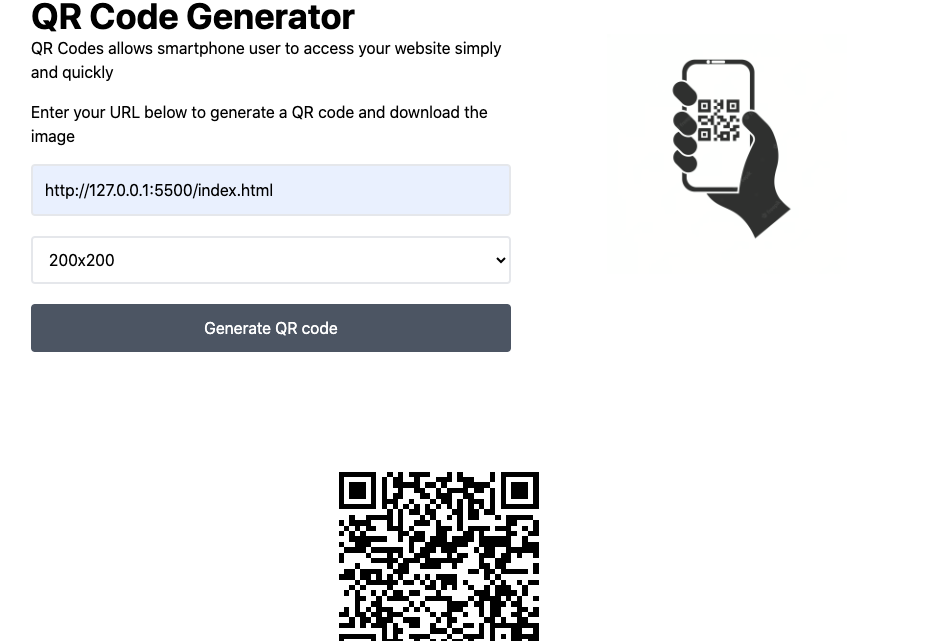 QR Code Generator
QR Codes allows smartphone user to access your website simply
and quickly
Enter your URL below to generate a QR code and download the
image
http://127.0.0.1:5500/index.html
200x200
Generate QR code